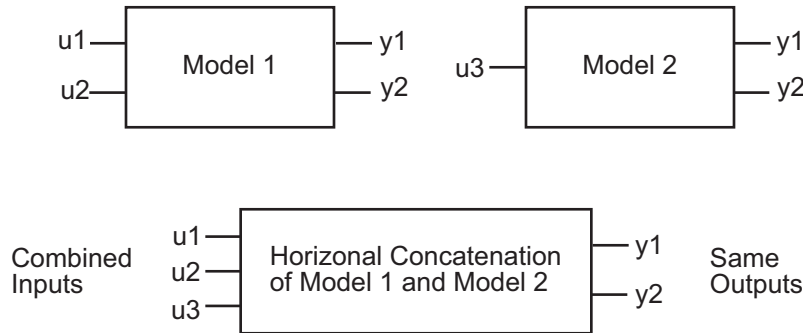 u1
u2
Model 1
y1
y2
u3
Model 2
y1
y2
Combined
Inputs
u1
u2
u3
Horizonal Concatenation
of Model 1 and Model 2
y1
y2
Same
Outputs